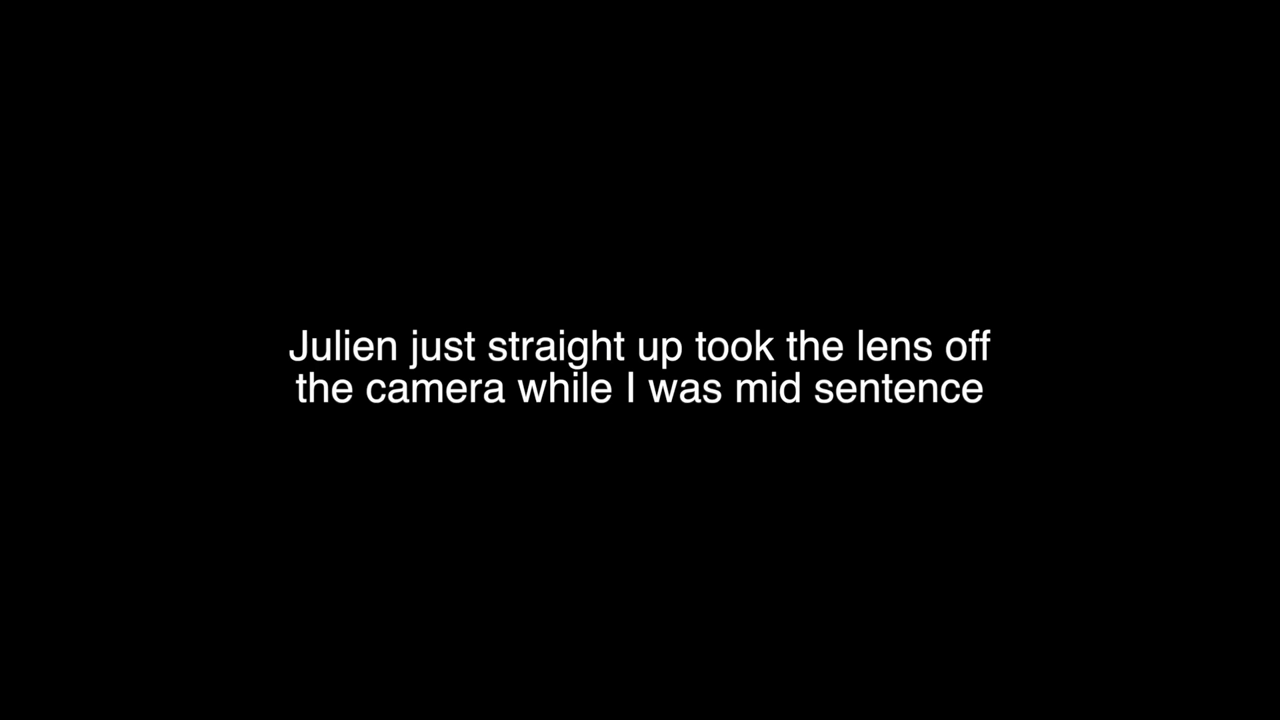 Julien just straight up took the lens off
the camera while I was mid sentence